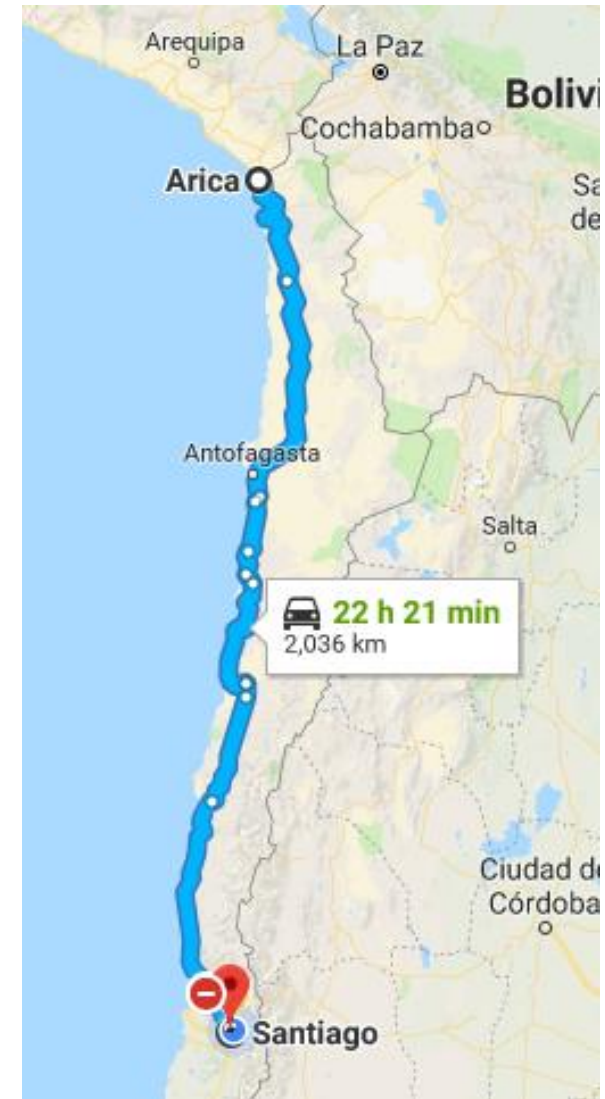 Arequipa
La Paz
Bolivi
Cochabamba
Arica
Sa
de
Antofagasta
Salta
22 h 21 min
2,036 km
Ciudad de
Córdoba
Santiago